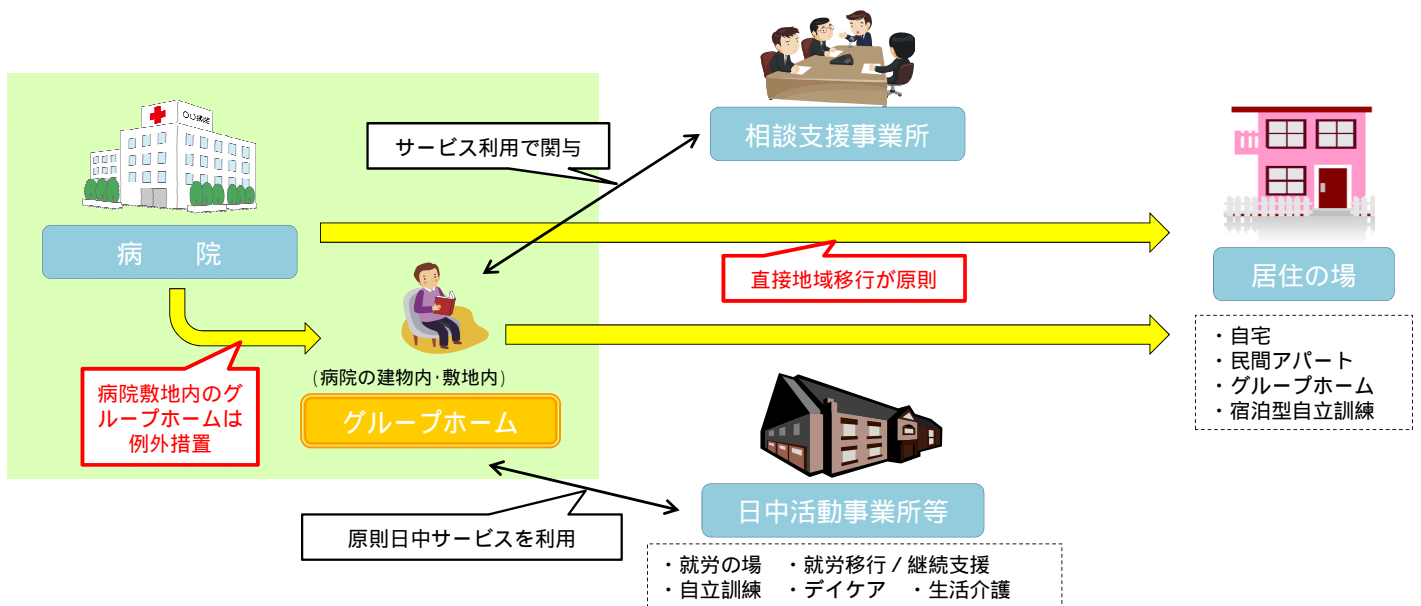 相談支援事業所
サービス利用で関与
〇〇病院
病　　院
直接地域移行が原則
居住の場
・自宅
・民間アパート
・グループホーム
・宿泊型自立訓練
病院敷地内のグ
ループホームは
例外措置
(病院の建物内・敷地内)
グループホーム
原則日中サービスを利用
日中活動事業所等
・就労の場　・就労移行/継続支援
・自立訓練　・デイケア　・生活介護